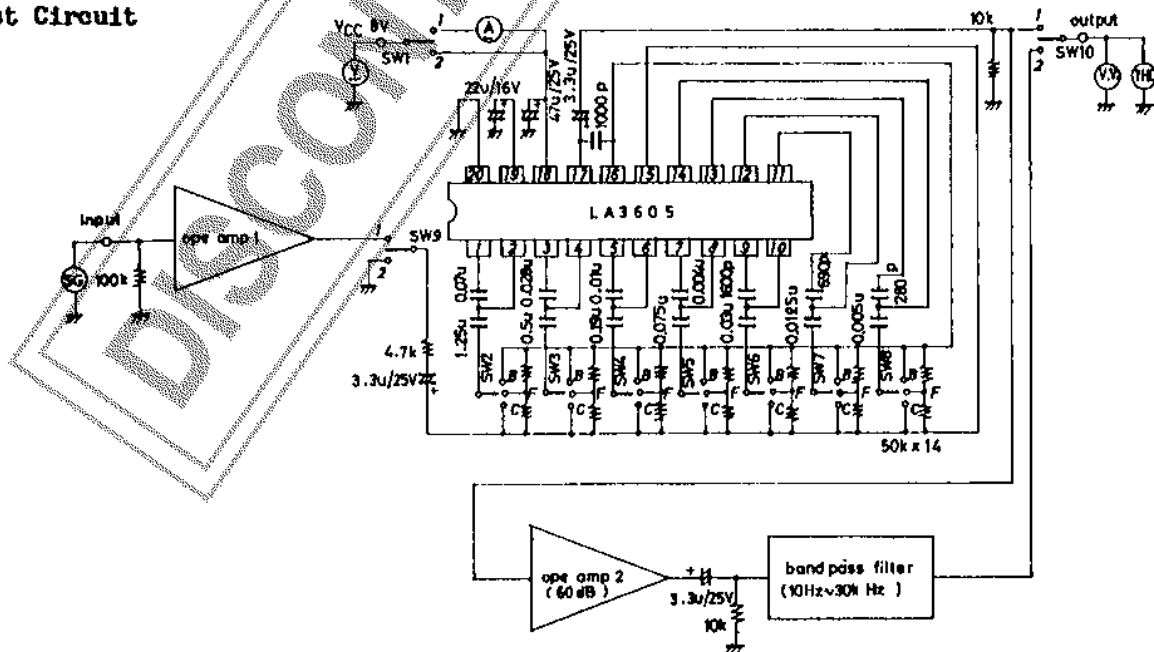 st Circuit
VCC 8V
SW1
1
2
A
V
22u/16V
47u/25V
3.3u/25V
1000p
10k
1
2
output
SW10
V.V.
THD
20 19 18 17 16 15 14 13 12 11
LA3605
1 2 3 4 5 6 7 8 9 10
input
ope amp 1
SG
100k
1
2
SW9
4.7k
3.3u/25V
+
0.07u
1.25u
0.028u
0.5u
0.01u
0.19u
0.004u
0.075u
1600p
0.03u
690p
0.0125u
280p
0.005u
SW2
SW3
SW4
SW5
SW6
SW7
SW8
B B B B B B B
F F F F F F F
C C C C C C C
50k x 14
ope amp 2
(60dB)
+
3.3u/25V
10k
band pass filter
(10Hz~30k Hz)
DISCON